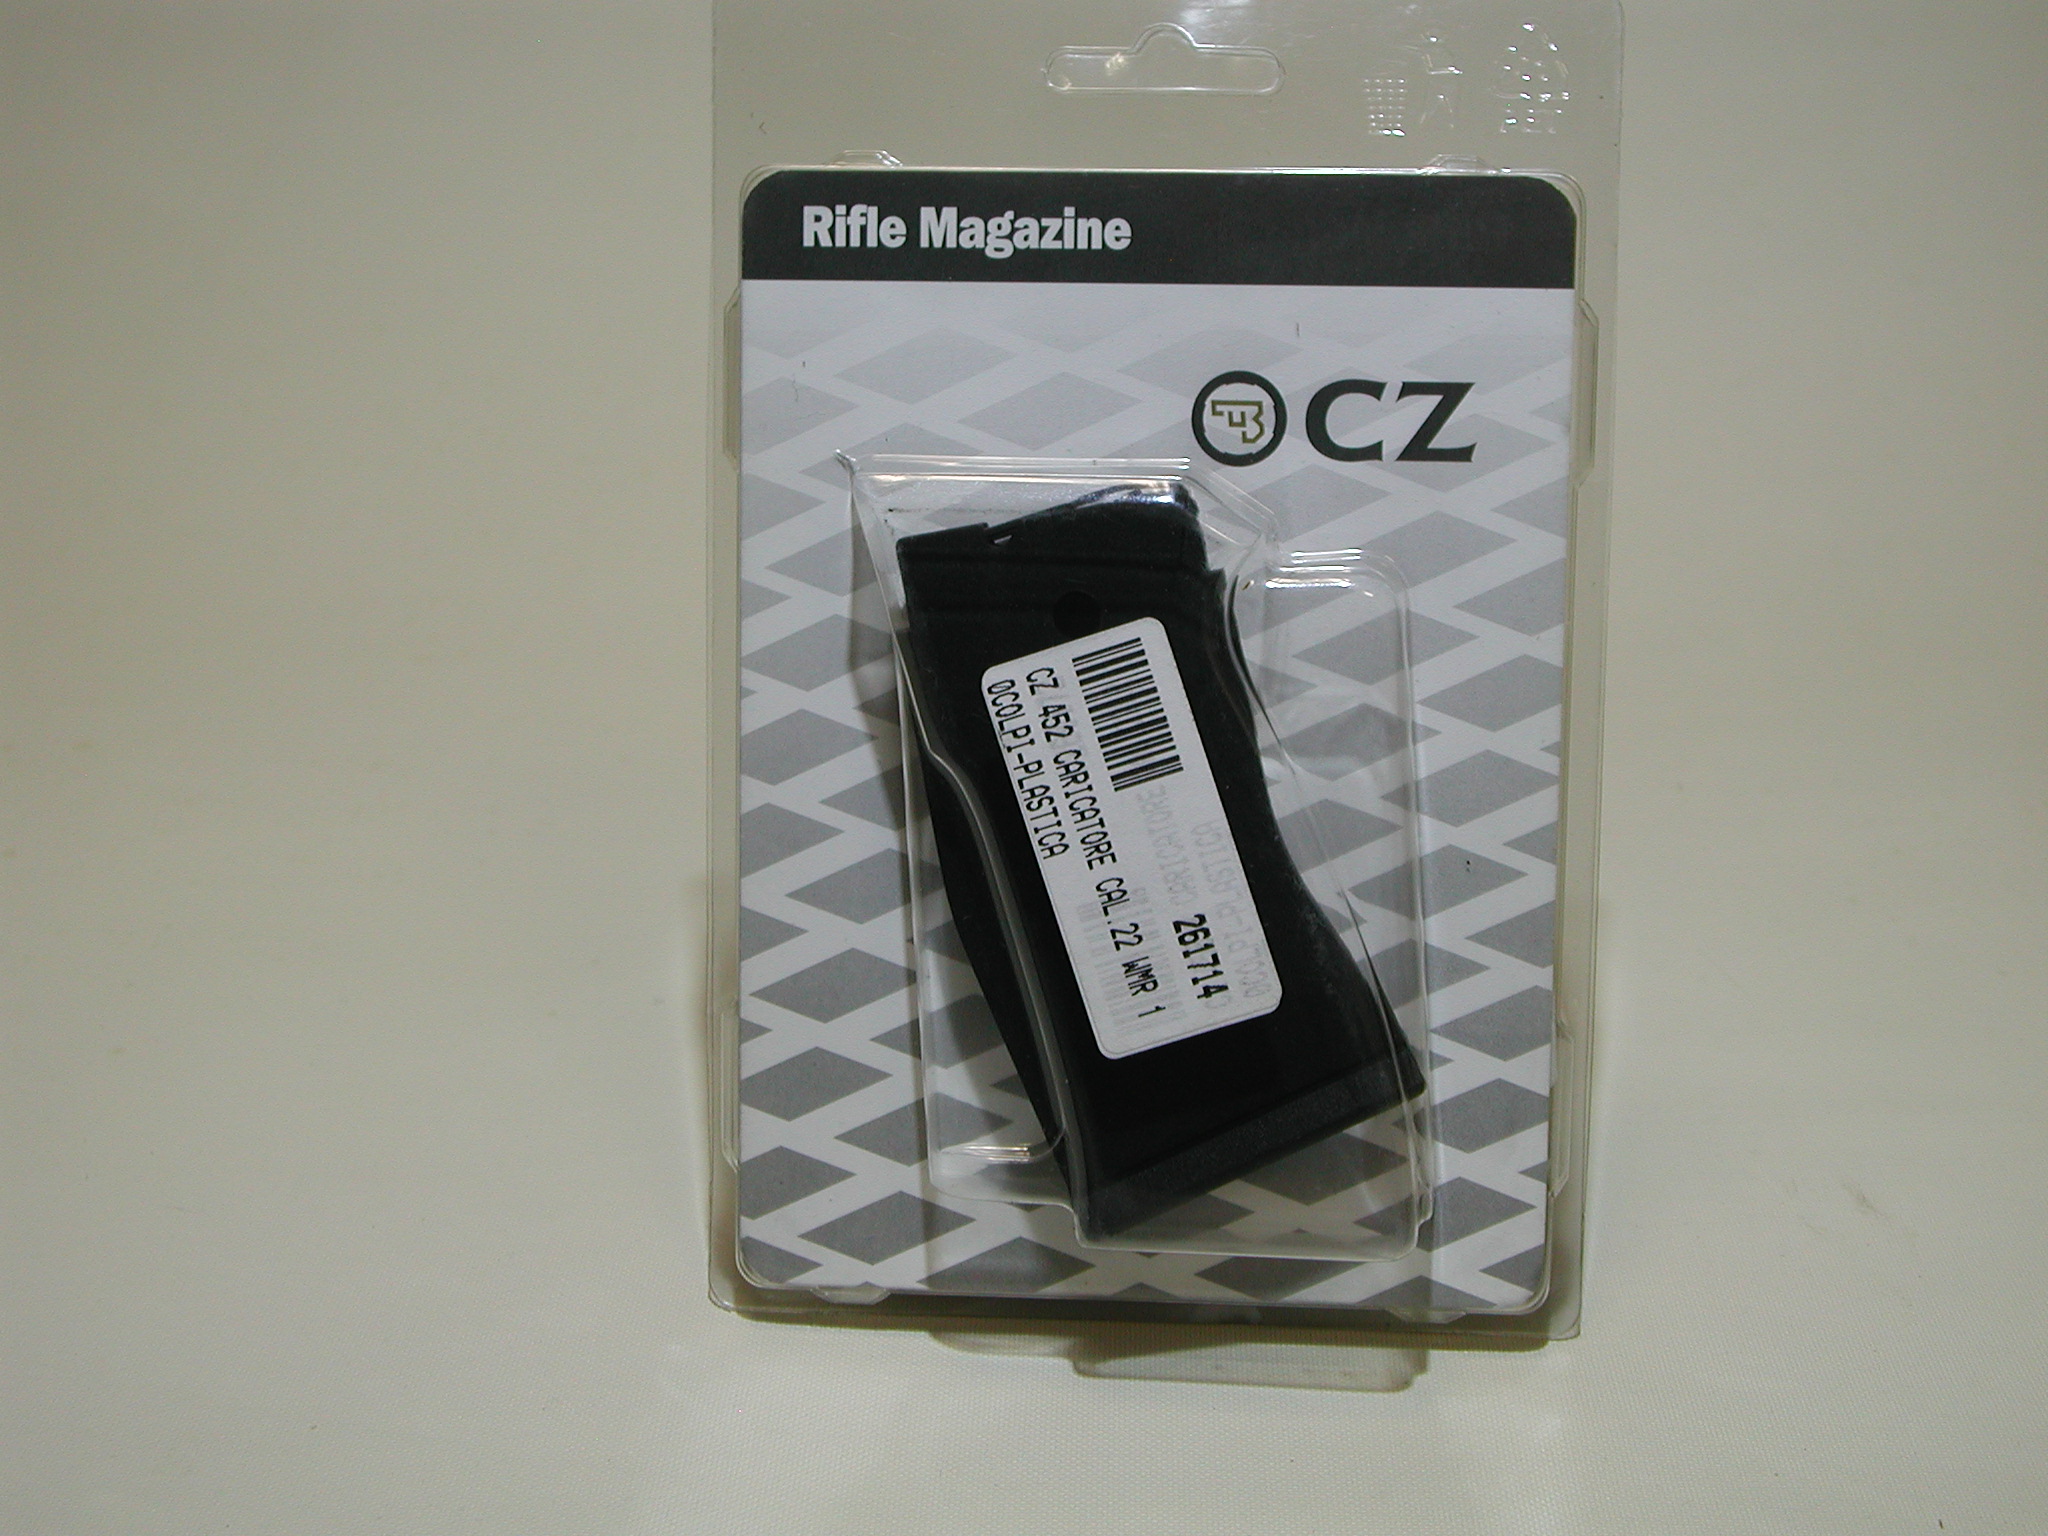 Rifle Magazine
CZ
261714
CZ 452 CARICATORE CAL.22 WMR 1
0COLPI-PLASTICA